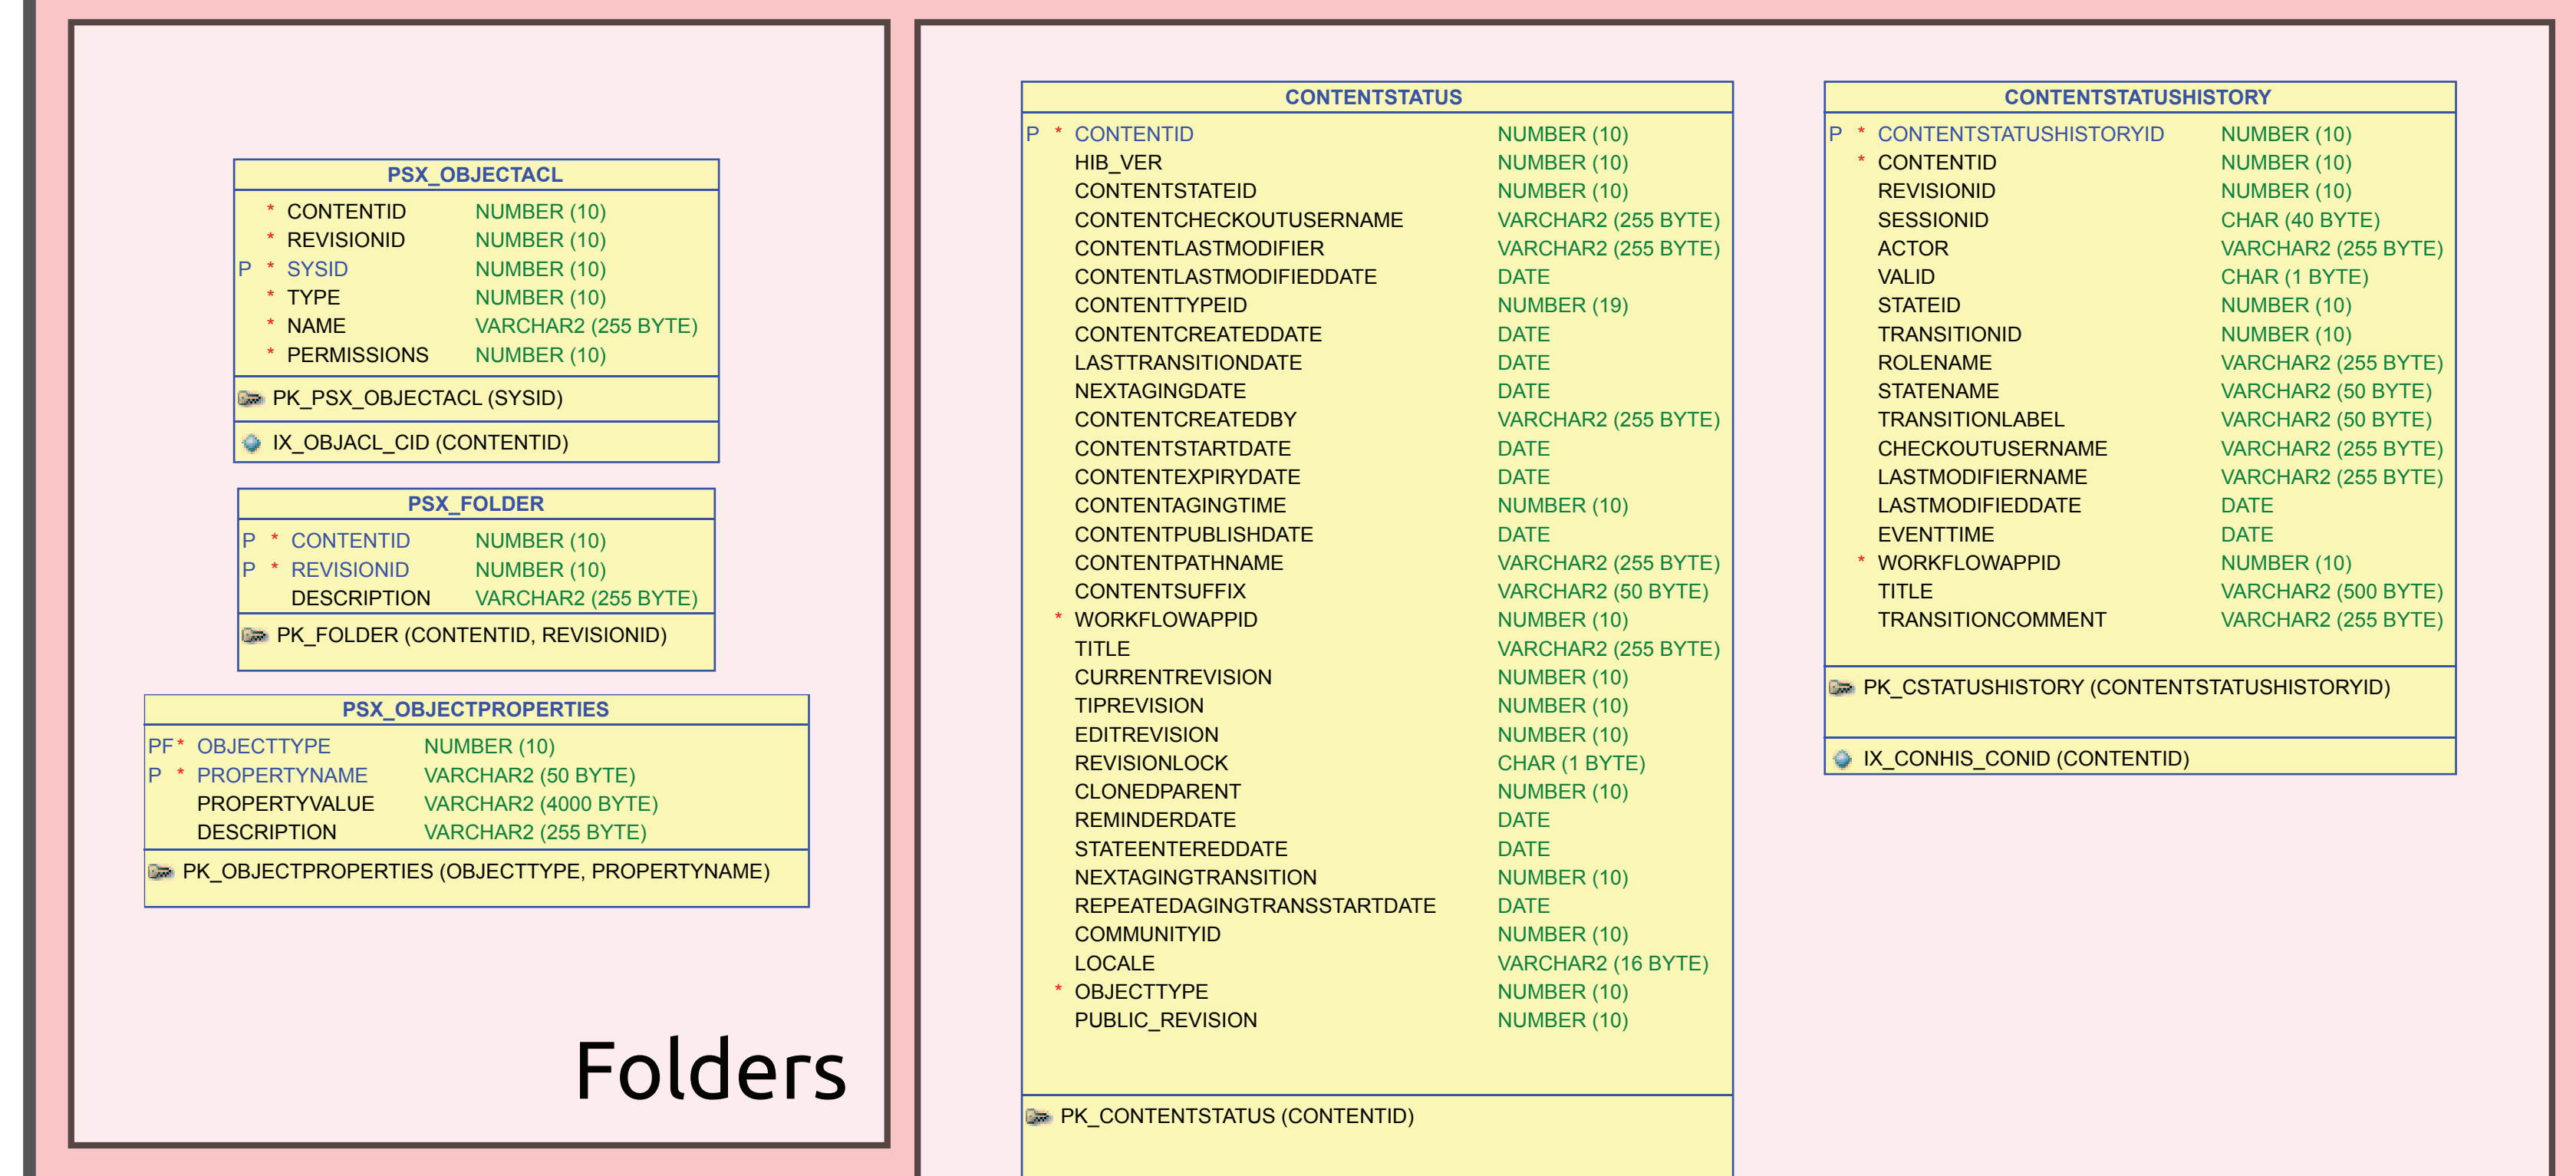 PSX_OBJECTACL
* CONTENTID NUMBER (10)
* REVISIONID NUMBER (10)
P * SYSID NUMBER (10)
* TYPE NUMBER (10)
* NAME VARCHAR2 (255 BYTE)
* PERMISSIONS NUMBER (10)
PK_PSX_OBJECTACL (SYSID)
IX_OBJACL_CID (CONTENTID)
PSX_FOLDER
P * CONTENTID NUMBER (10)
P * REVISIONID NUMBER (10)
DESCRIPTION VARCHAR2 (255 BYTE)
PK_FOLDER (CONTENTID, REVISIONID)
PSX_OBJECTPROPERTIES
PF* OBJECTTYPE NUMBER (10)
P * PROPERTYNAME VARCHAR2 (50 BYTE)
PROPERTYVALUE VARCHAR2 (4000 BYTE)
DESCRIPTION VARCHAR2 (255 BYTE)
PK_OBJECTPROPERTIES (OBJECTTYPE, PROPERTYNAME)
Folders
CONTENTSTATUS
P * CONTENTID NUMBER (10)
HIB_VER NUMBER (10)
CONTENTSTATEID NUMBER (10)
CONTENTCHECKOUTUSERNAME VARCHAR2 (255 BYTE)
CONTENTLASTMODIFIER VARCHAR2 (255 BYTE)
CONTENTLASTMODIFIEDDATE DATE
CONTENTTYPEID NUMBER (19)
CONTENTCREATEDDATE DATE
LASTTRANSITIONDATE DATE
NEXTAGINGDATE DATE
CONTENTCREATEDBY VARCHAR2 (255 BYTE)
CONTENTSTARTDATE DATE
CONTENTEXPIRYDATE DATE
CONTENTAGINGTIME NUMBER (10)
CONTENTPUBLISHDATE DATE
CONTENTPATHNAME VARCHAR2 (255 BYTE)
CONTENTSUFFIX VARCHAR2 (50 BYTE)
* WORKFLOWAPPID NUMBER (10)
TITLE VARCHAR2 (255 BYTE)
CURRENTREVISION NUMBER (10)
TIPREVISION NUMBER (10)
EDITREVISION NUMBER (10)
REVISIONLOCK CHAR (1 BYTE)
CLONEDPARENT NUMBER (10)
REMINDERDATE DATE
STATEENTEREDDATE DATE
NEXTAGINGTRANSITION NUMBER (10)
REPEATEDAGINGTRANSSTARTDATE DATE
COMMUNITYID NUMBER (10)
LOCALE VARCHAR2 (16 BYTE)
* OBJECTTYPE NUMBER (10)
PUBLIC_REVISION NUMBER (10)
PK_CONTENTSTATUS (CONTENTID)
CONTENTSTATUSHISTORY
P * CONTENTSTATUSHISTORYID NUMBER (10)
* CONTENTID NUMBER (10)
REVISIONID NUMBER (10)
SESSIONID CHAR (40 BYTE)
ACTOR VARCHAR2 (255 BYTE)
VALID CHAR (1 BYTE)
STATEID NUMBER (10)
TRANSITIONID NUMBER (10)
ROLENAME VARCHAR2 (255 BYTE)
STATENAME VARCHAR2 (50 BYTE)
TRANSITIONLABEL VARCHAR2 (50 BYTE)
CHECKOUTUSERNAME VARCHAR2 (255 BYTE)
LASTMODIFIERNAME VARCHAR2 (255 BYTE)
LASTMODIFIEDDATE DATE
EVENTTIME DATE
* WORKFLOWAPPID NUMBER (10)
TITLE VARCHAR2 (500 BYTE)
TRANSITIONCOMMENT VARCHAR2 (255 BYTE)
PK_CSTATUSHISTORY (CONTENTSTATUSHISTORYID)
IX_CONHIS_CONID (CONTENTID)